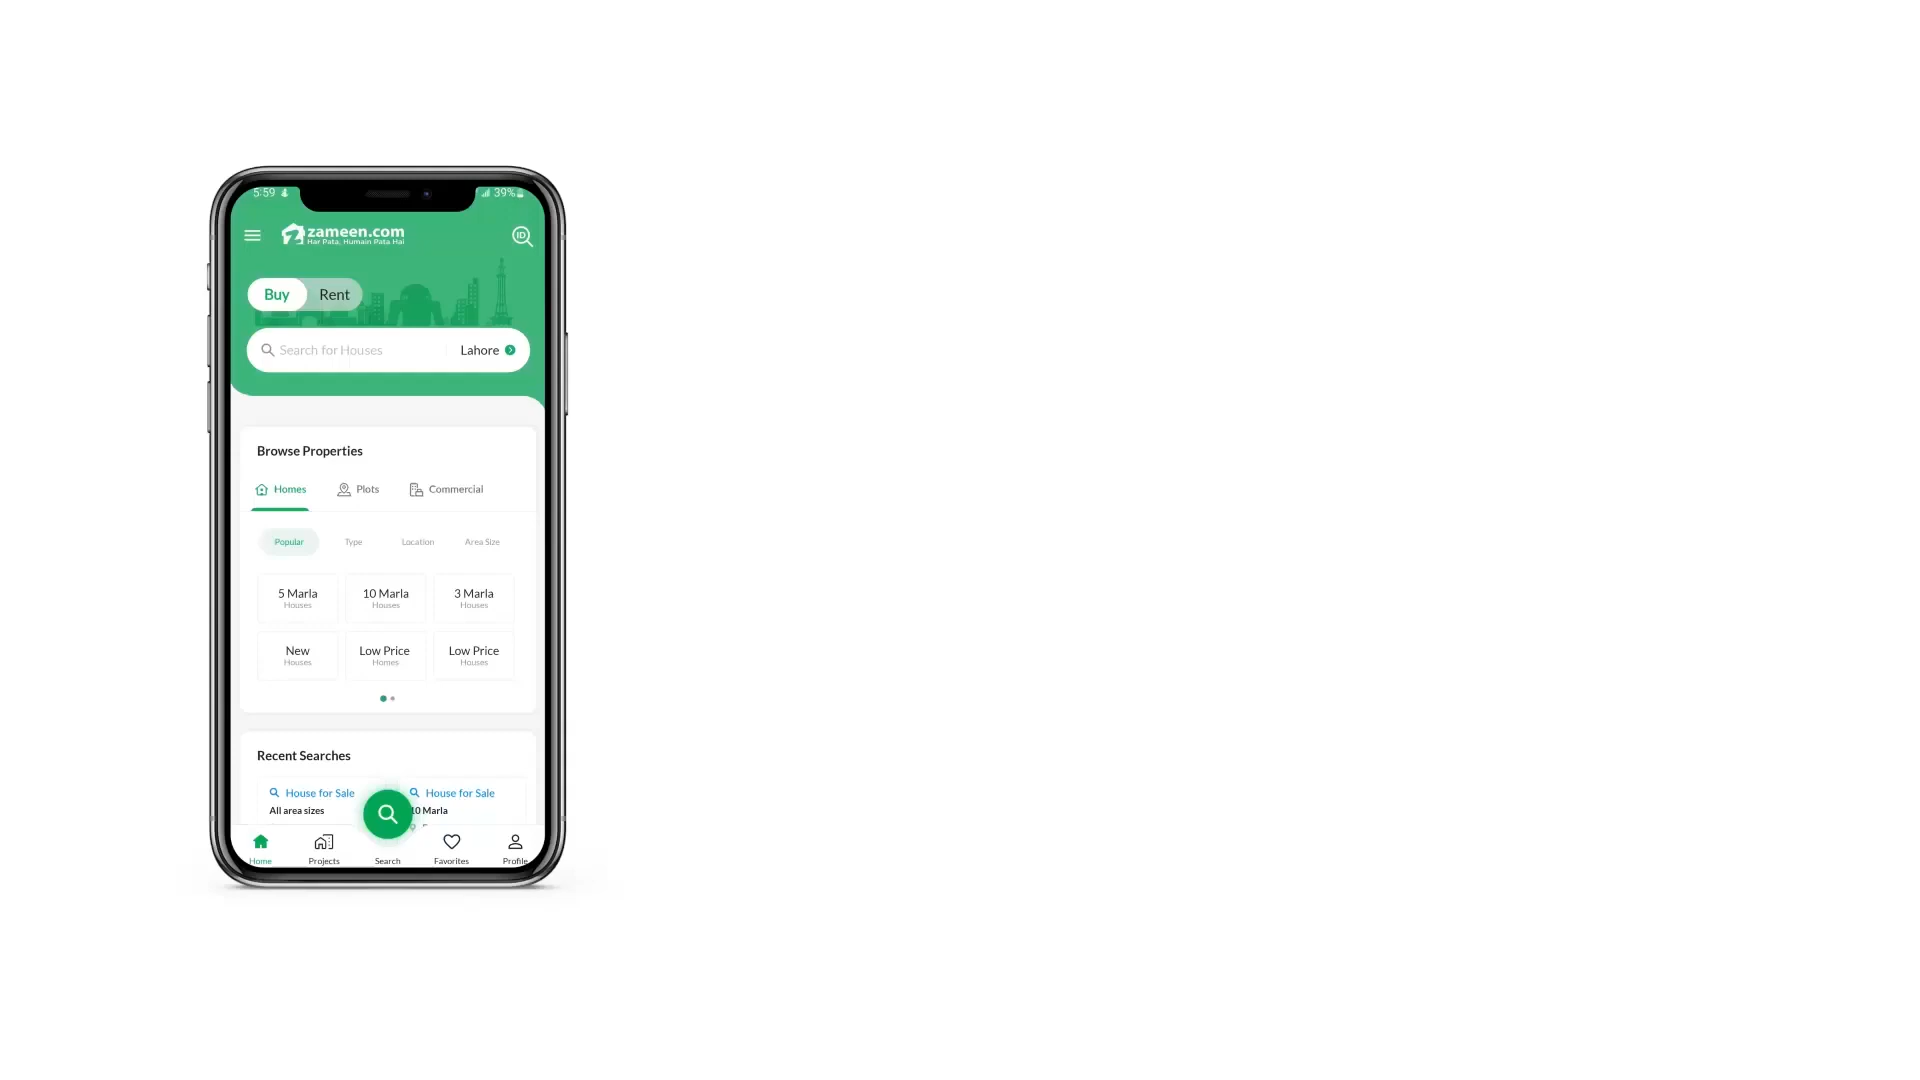 5:59
39%
zameen.com
Har Pata, Humain Pata Hai
ID
Buy
Rent
Search for Houses
Lahore
Browse Properties
Homes
Plots
Commercial
Popular
Type
Location
Area Size
5 Marla
Houses
10 Marla
Houses
3 Marla
Houses
New
Houses
Low Price
Homes
Low Price
Houses
Recent Searches
House for Sale
All area sizes
House for Sale
10 Marla
Home
Projects
Search
Favorites
Profile